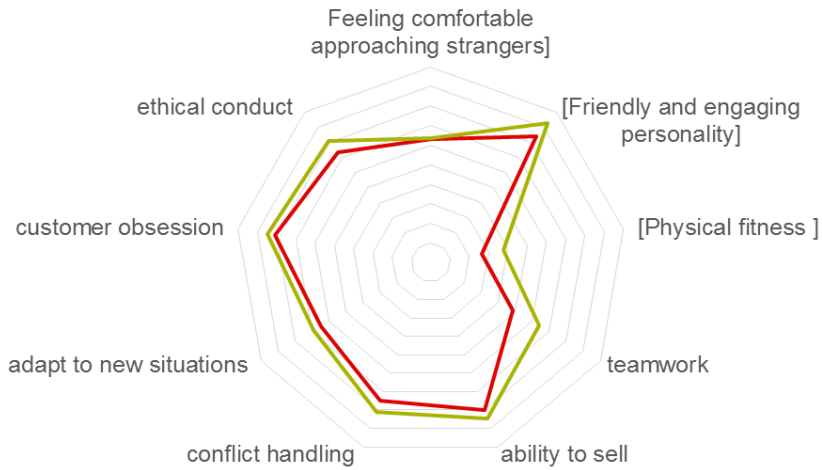 Feeling comfortable
approaching strangers]
ethical conduct
[Friendly and engaging
personality]
customer obsession
[Physical fitness ]
adapt to new situations
teamwork
conflict handling
ability to sell